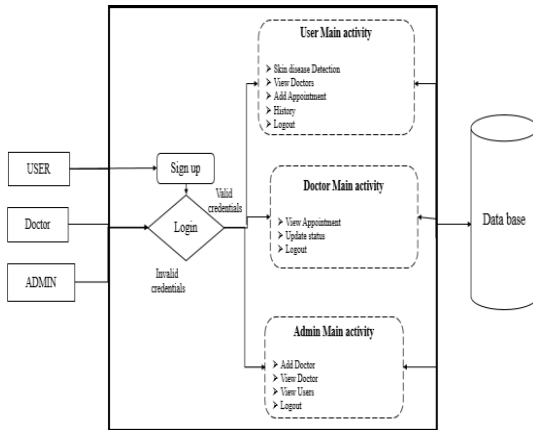 User Main activity
➤ Skin disease Detection
➤ View Doctors
➤ Add Appointment
➤ History
➤ Logout
USER
Sign up
Valid
credentials
Doctor
Login
Invalid
credentials
ADMIN
Doctor Main activity
➤ View Appointment
➤ Update status
➤ Logout
Data base
Admin Main activity
➤ Add Doctor
➤ View Doctor
➤ View Users
➤ Logout